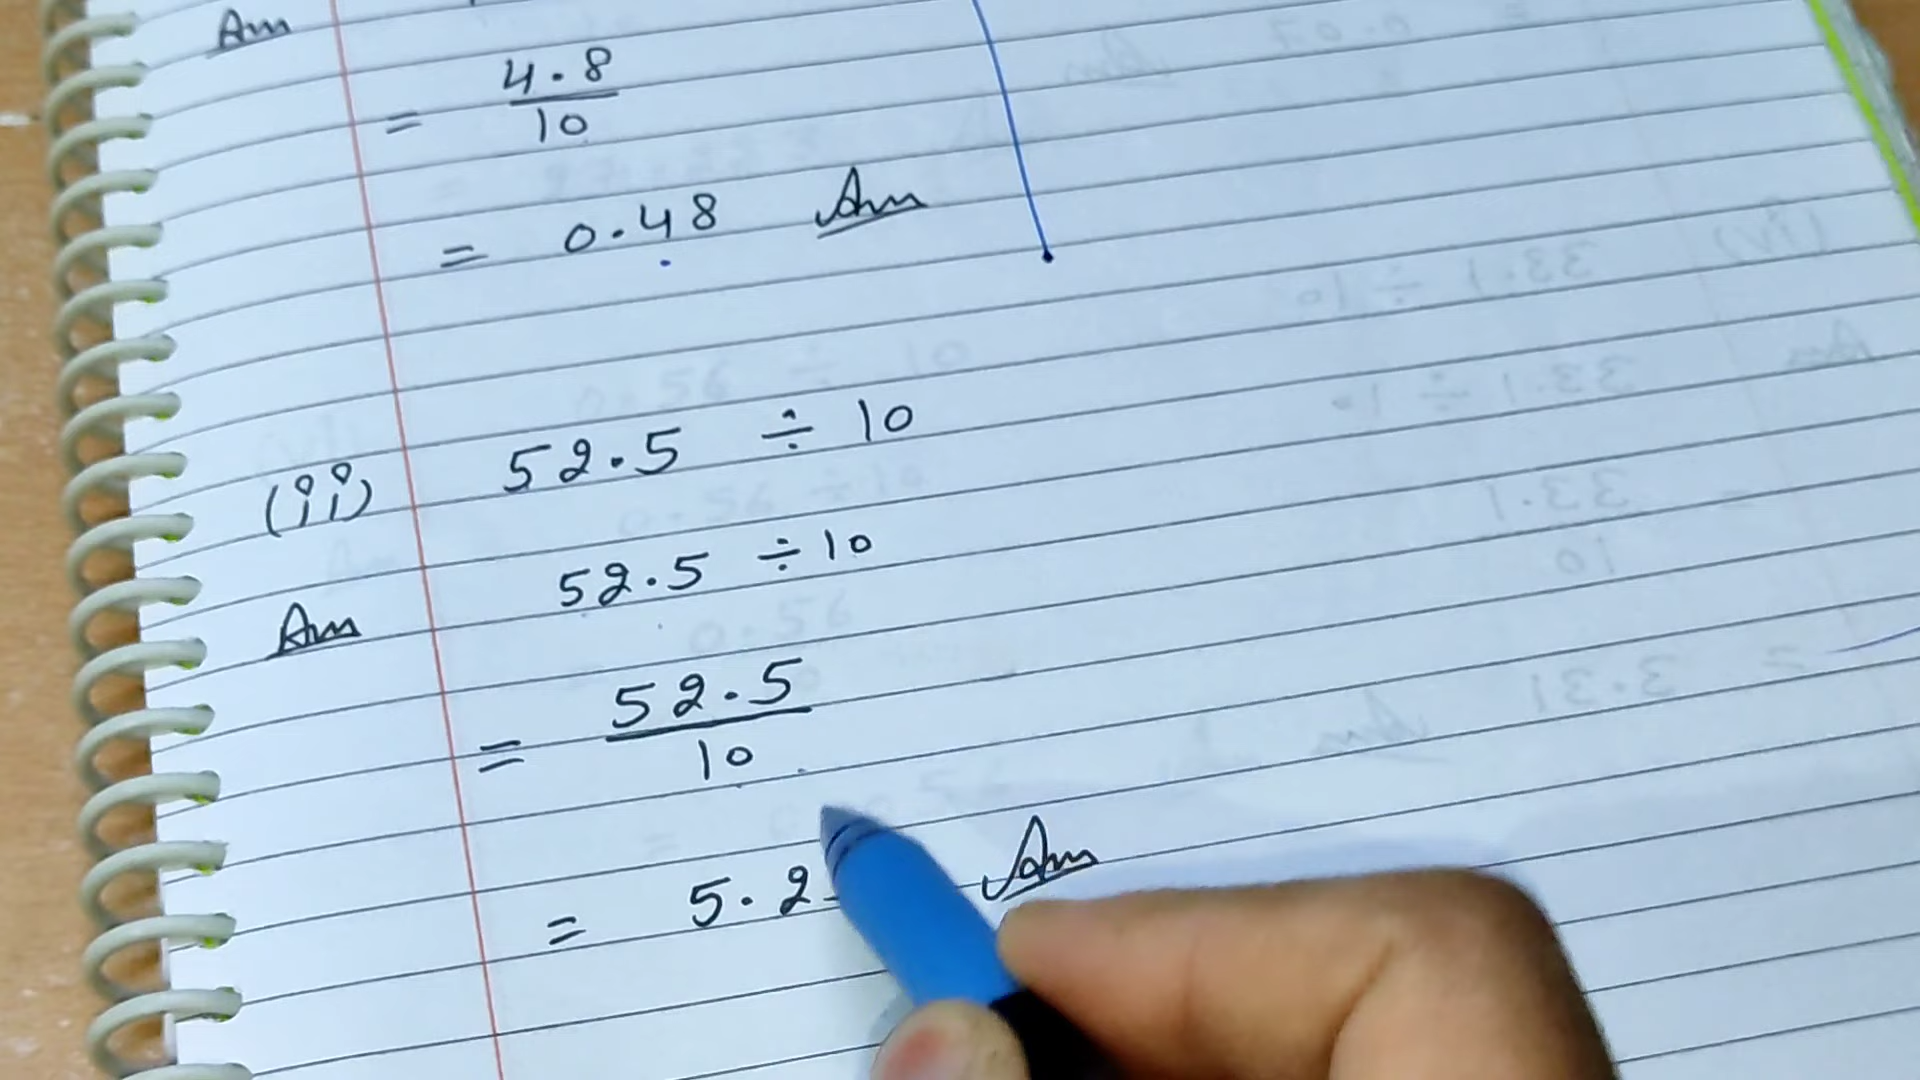 Ans
= 4.8
10
= 0.48 Ans
(ii) 52.5 ÷ 10
Ans 52.5 ÷ 10
= 52.5
10
= 5.2 Ans